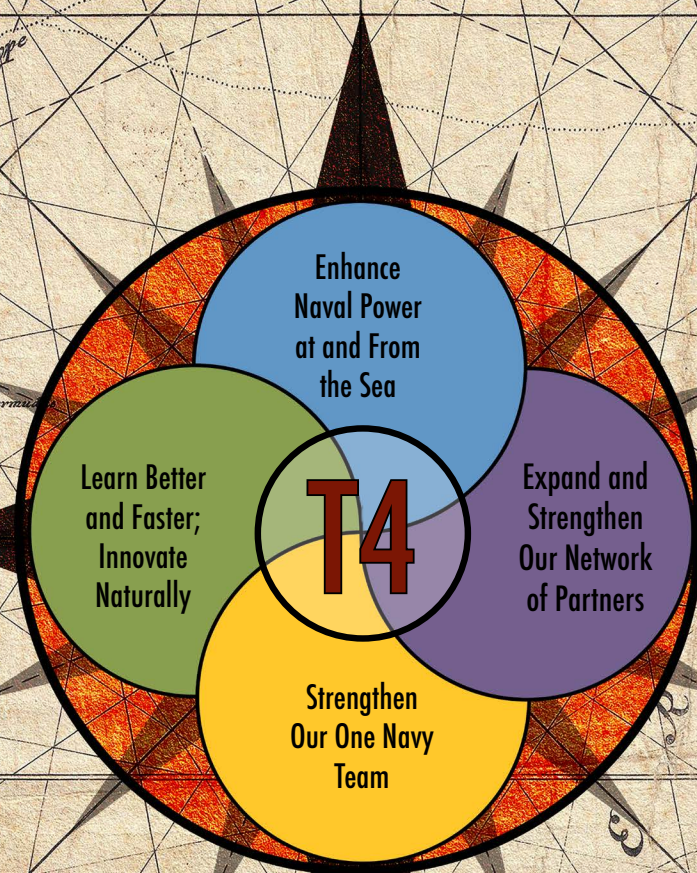 Enhance
Naval Power
at and From
the Sea
Learn Better
and Faster;
Innovate
Naturally
T4
Expand and
Strengthen
Our Network
of Partners
Strengthen
Our One Navy
Team